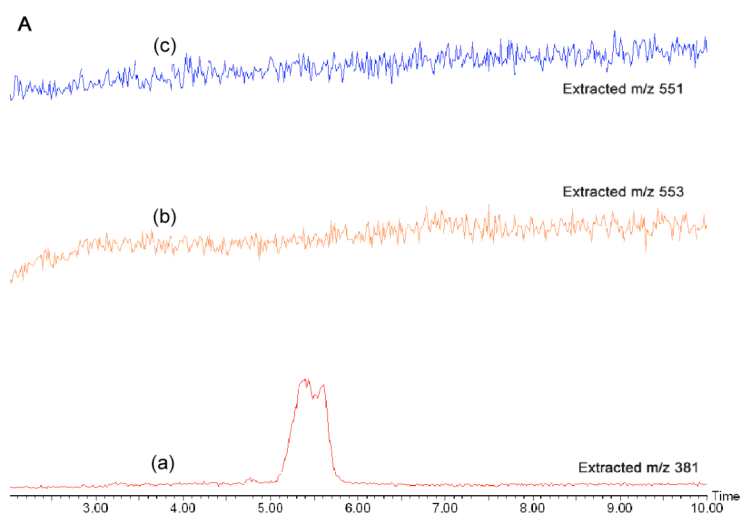 A
(c)
Extracted m/z 551
Extracted m/z 553
(b)
(a)
Extracted m/z 381
Time
3.00 4.00 5.00 6.00 7.00 8.00 9.00 10.00